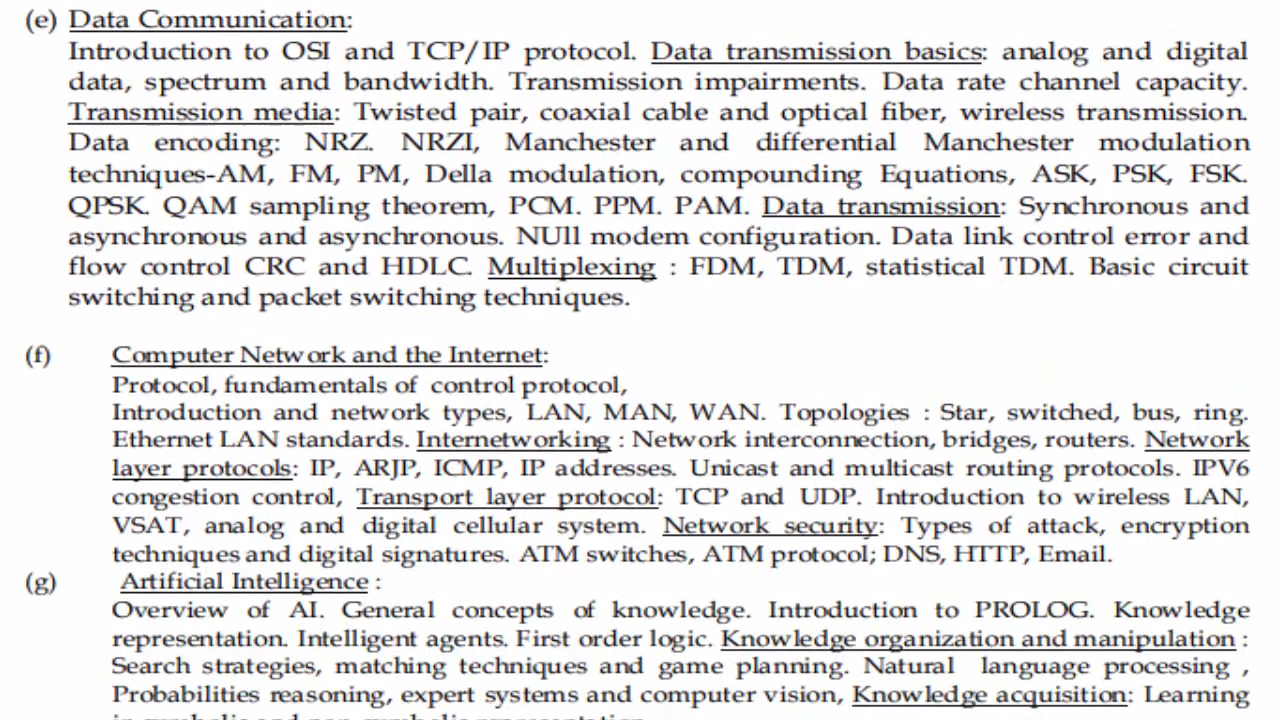 (e) Data Communication:
Introduction to OSI and TCP/IP protocol. Data transmission basics: analog and digital
data, spectrum and bandwidth. Transmission impairments. Data rate channel capacity.
Transmission media: Twisted pair, coaxial cable and optical fiber, wireless transmission.
Data encoding: NRZ. NRZI, Manchester and differential Manchester modulation
techniques-AM, FM, PM, Della modulation, compounding Equations, ASK, PSK, FSK.
QPSK. QAM sampling theorem, PCM. PPM. PAM. Data transmission: Synchronous and
asynchronous and asynchronous. NUll modem configuration. Data link control error and
flow control CRC and HDLC. Multiplexing : FDM, TDM, statistical TDM. Basic circuit
switching and packet switching techniques.
(f) Computer Network and the Internet:
Protocol, fundamentals of control protocol,
Introduction and network types, LAN, MAN, WAN. Topologies : Star, switched, bus, ring.
Ethernet LAN standards. Internetworking : Network interconnection, bridges, routers. Network
layer protocols: IP, ARJP, ICMP, IP addresses. Unicast and multicast routing protocols. IPV6
congestion control, Transport layer protocol: TCP and UDP. Introduction to wireless LAN,
VSAT, analog and digital cellular system. Network security: Types of attack, encryption
techniques and digital signatures. ATM switches, ATM protocol; DNS, HTTP, Email.
(g) Artificial Intelligence :
Overview of AI. General concepts of knowledge. Introduction to PROLOG. Knowledge
representation. Intelligent agents. First order logic. Knowledge organization and manipulation :
Search strategies, matching techniques and game planning. Natural language processing ,
Probabilities reasoning, expert systems and computer vision, Knowledge acquisition: Learning